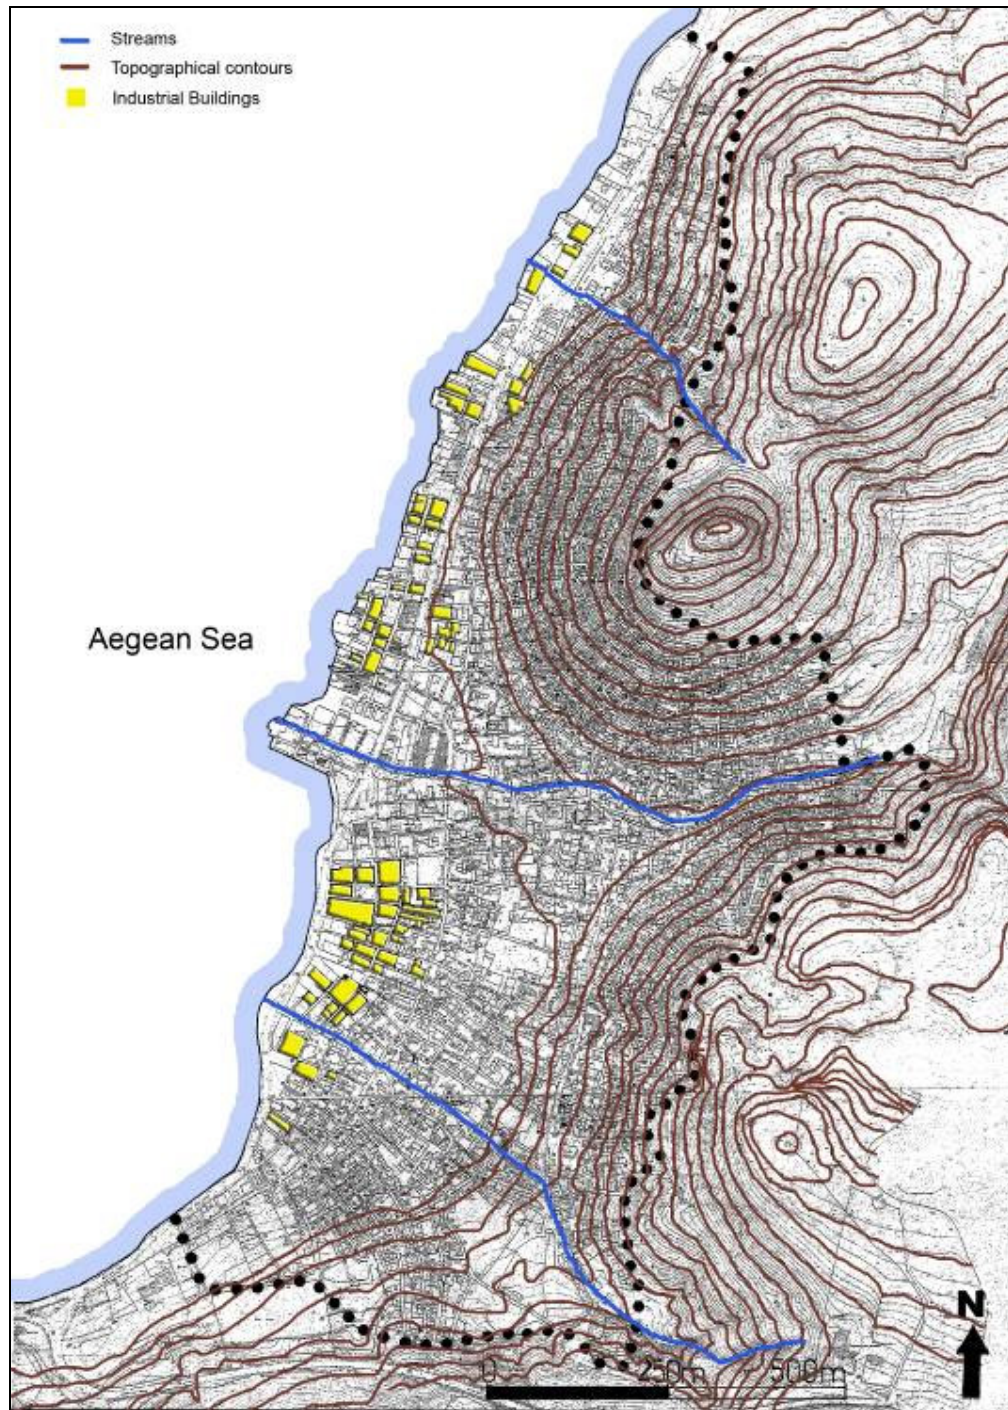 Streams
Topographical contours
Industrial Buildings
Aegean Sea
N
0 250m 500m